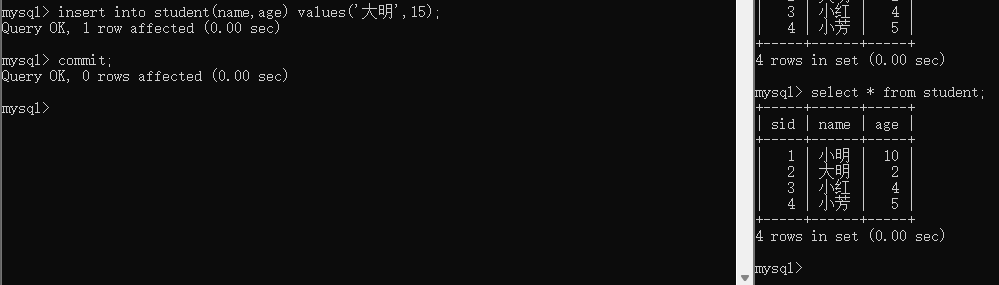 mysql> insert into student(name,age) values('大明',15);
Query OK, 1 row affected (0.00 sec)
mysql> commit;
Query OK, 0 rows affected (0.00 sec)
mysql>
| 3 | 小红 | 4 |
| 4 | 小芳 | 5 |
+-----+------+-----+
4 rows in set (0.00 sec)
mysql> select * from student;
+-----+------+-----+
| sid | name | age |
+-----+------+-----+
| 1 | 小明 | 10 |
| 2 | 大明 | 2 |
| 3 | 小红 | 4 |
| 4 | 小芳 | 5 |
+-----+------+-----+
4 rows in set (0.00 sec)
mysql>